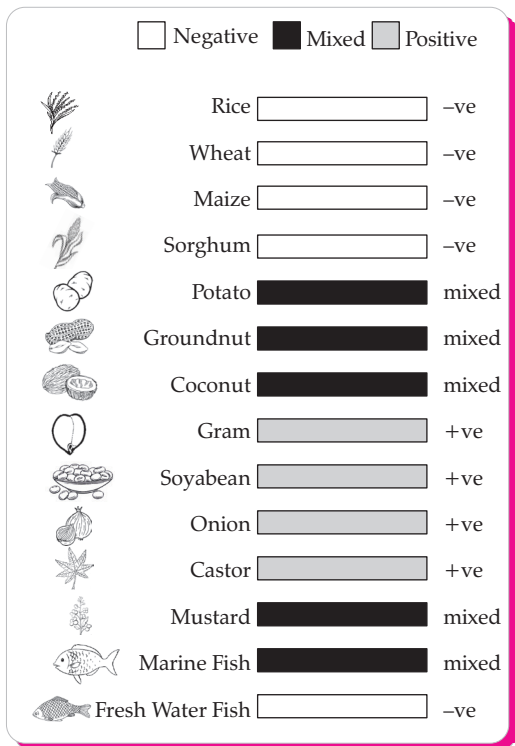 Negative Mixed Positive
Rice –ve
Wheat –ve
Maize –ve
Sorghum –ve
Potato mixed
Groundnut mixed
Coconut mixed
Gram +ve
Soyabean +ve
Onion +ve
Castor +ve
Mustard mixed
Marine Fish mixed
Fresh Water Fish –ve